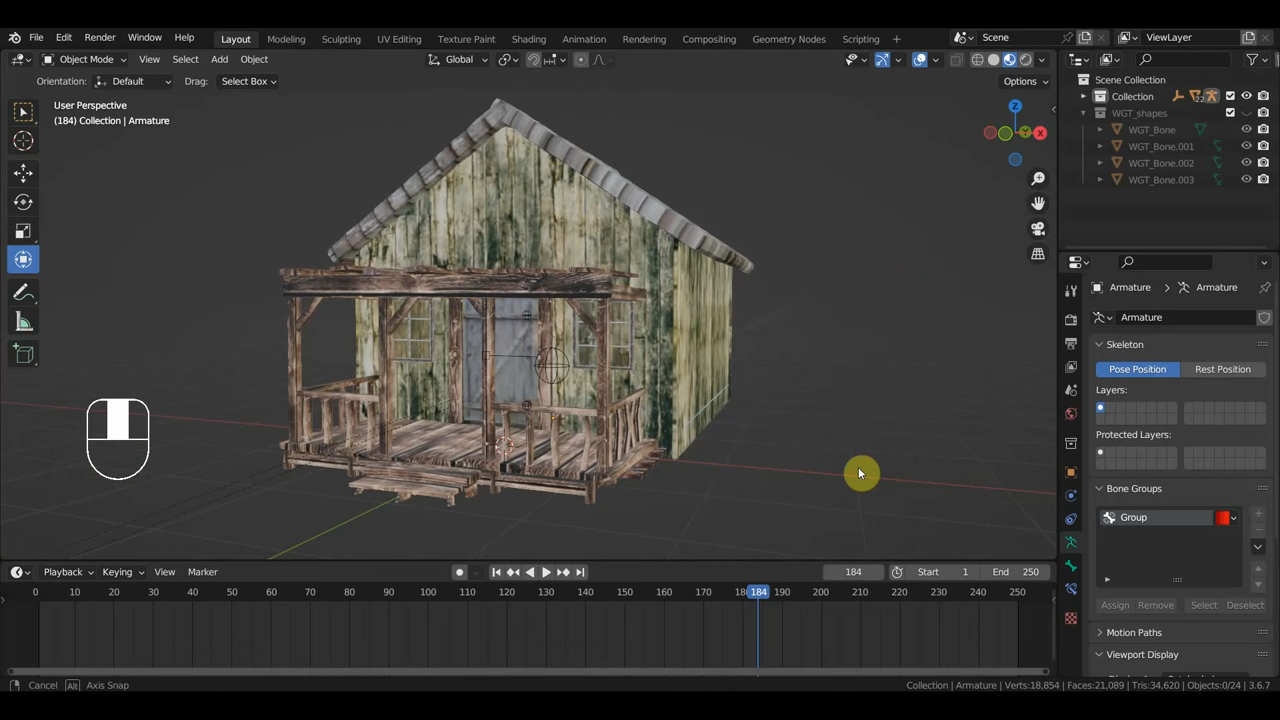 File Edit Render Window Help Layout Modeling Sculpting UV Editing Texture Paint Shading Animation Rendering Compositing Geometry Nodes Scripting + Scene ViewLayer
Object Mode View Select Add Object Global
Orientation: Default Drag: Select Box Options
User Perspective
(184) Collection | Armature
Z
X
Y
Scene Collection
Collection 22
WGT_shapes
WGT_Bone
WGT_Bone.001
WGT_Bone.002
WGT_Bone.003
Armature > Armature
Armature
Skeleton
Pose Position Rest Position
Layers:
Protected Layers:
Bone Groups
Group
Assign Remove Select Deselect
Motion Paths
Viewport Display
Playback Keying View Marker 184 Start 1 End 250
0 10 20 30 40 50 60 70 80 90 100 110 120 130 140 150 160 170 184 190 200 210 220 230 240 250
Cancel Alt Axis Snap Collection | Armature | Verts:18,854 | Faces:21,089 | Tris:34,620 | Objects:0/24 | 3.6.7